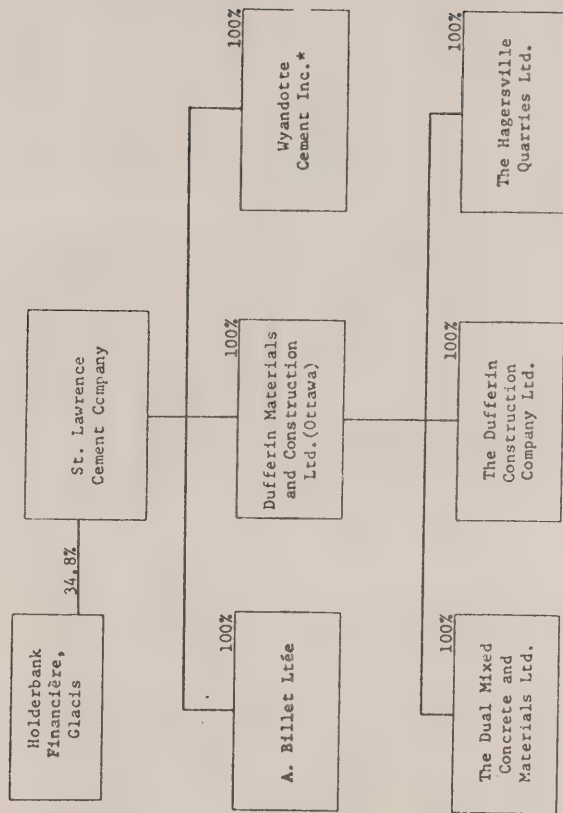 Holderbank
Financière,
Glacis
34.8%
St. Lawrence
Cement Company
100%
A. Billet Ltée
100%
Dufferin Materials
and Construction
Ltd.(Ottawa)
100%
Wyandotte
Cement Inc.*
100%
The Dual Mixed
Concrete and
Materials Ltd.
100%
The Dufferin
Construction
Company Ltd.
100%
The Hagersville
Quarries Ltd.